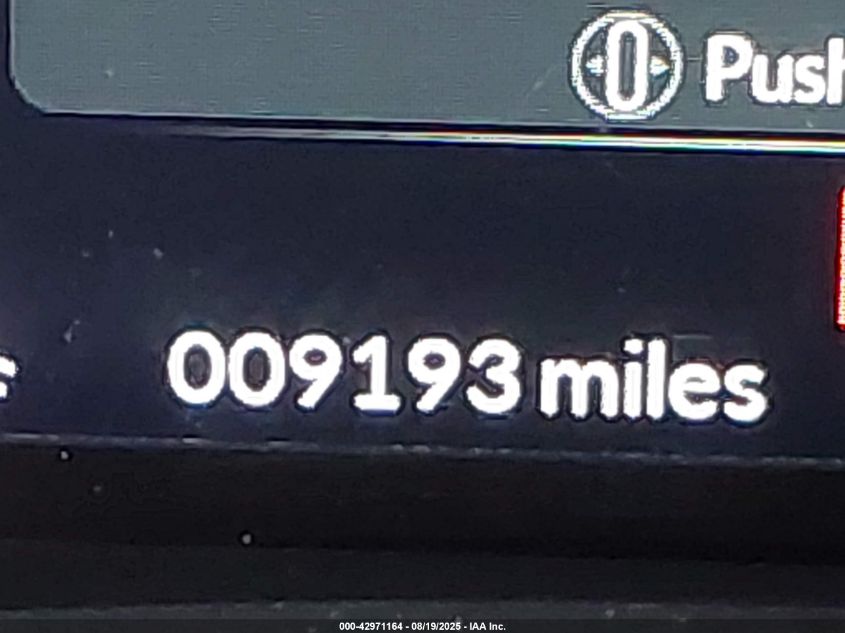 Push
009193 miles
000-42971164 - 08/19/2025 - IAA Inc.